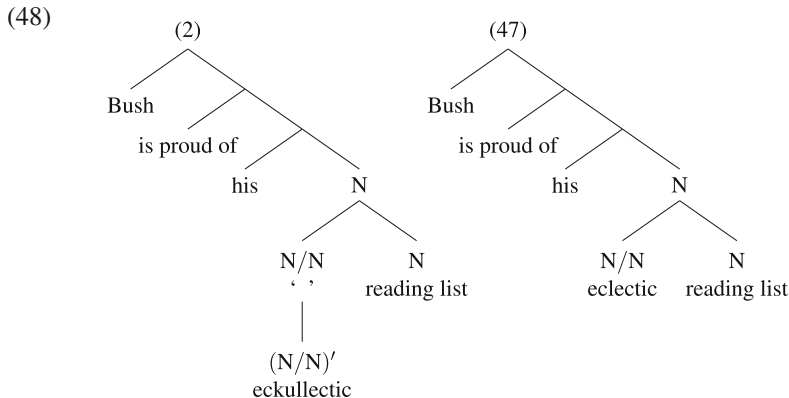 (48)
(2) (47)
Bush Bush
is proud of is proud of
his N his N
N/N N N/N N
‘ ’ reading list eclectic reading list
(N/N)′
eckullectic